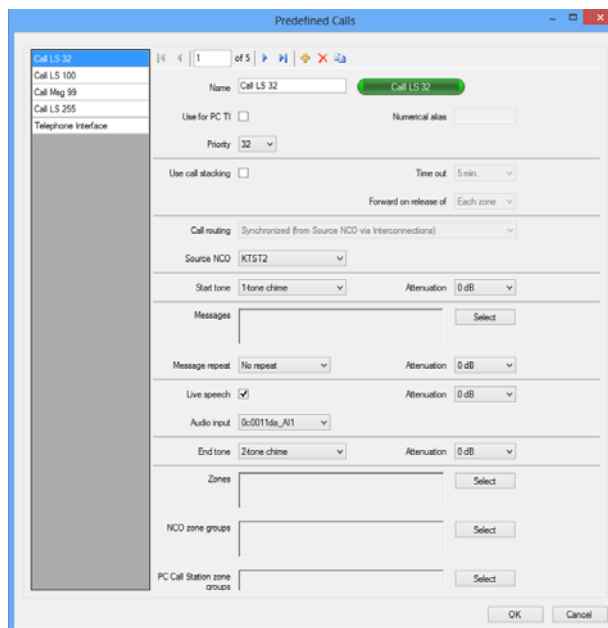 Predefined Calls
Call LS 32
Call LS 100
Call Msg 99
Call LS 255
Telephone Interface
1 of 5
Name Call LS 32 Call LS 32
Use for PC TI Numerical alias
Priority 32
Use call stacking Time out 5 min.
Forward on release of Each zone
Call routing Synchronized (from Source NCO via Interconnections)
Source NCO KTST2
Start tone 1-tone chime Attenuation 0 dB
Messages Select
Message repeat No repeat Attenuation 0 dB
Live speech Attenuation 0 dB
Audio input 0c0011da_AI1
End tone 2-tone chime Attenuation 0 dB
Zones Select
NCO zone groups Select
PC Call Station zone Select
groups
OK Cancel